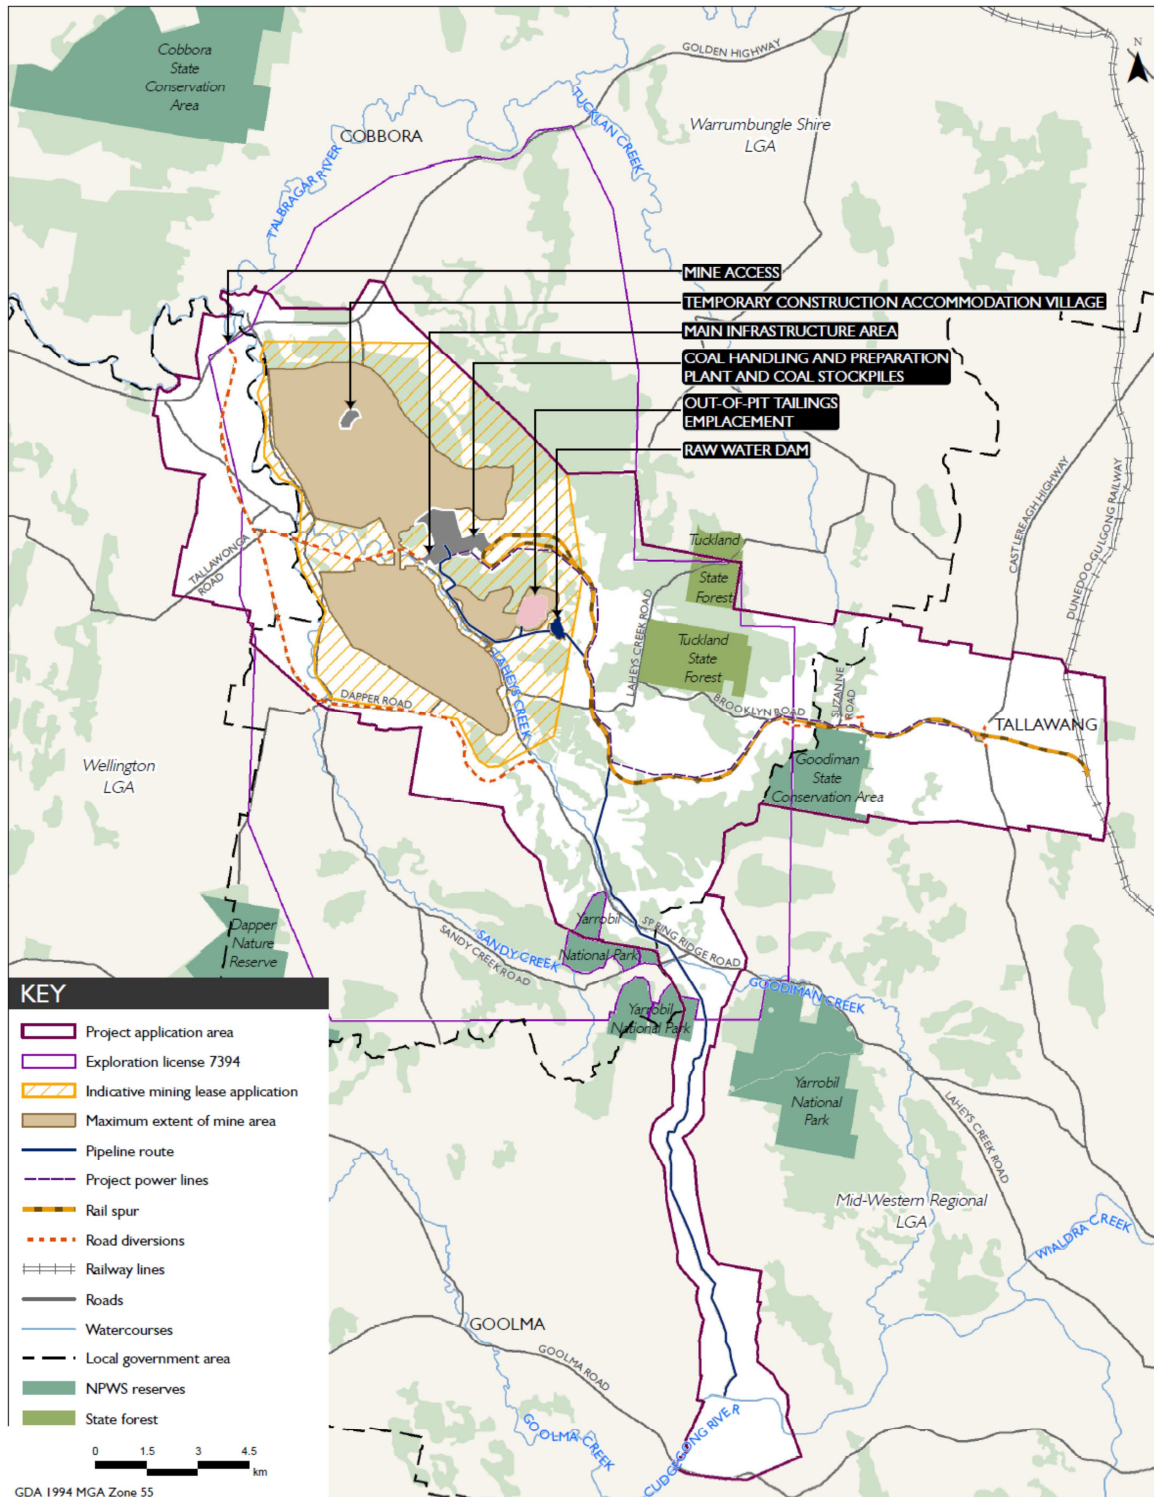 Cobbora
State
Conservation
Area
GOLDEN HIGHWAY
N
TUCKLAN CREEK
COBBORA
Warrumbungle Shire
LGA
TALBRAGAR RIVER
MINE ACCESS
TEMPORARY CONSTRUCTION ACCOMMODATION VILLAGE
MAIN INFRASTRUCTURE AREA
COAL HANDLING AND PREPARATION
PLANT AND COAL STOCKPILES
OUT-OF-PIT TAILINGS
EMPLACEMENT
RAW WATER DAM
CASTLEREAGH HIGHWAY
DUNEDOO-GULGONG RAILWAY
TALLAWONGA
ROAD
Tuckland
State
Forest
LAHEYS CREEK ROAD
Tuckland
State
Forest
LAHEYS CREEK
DAPPER ROAD
BROOKLYN ROAD
SUZANNE
ROAD
TALLAWANG
Wellington
LGA
Goodiman
State
Conservation Area
Dapper
Nature
Reserve
Yarrobil
National Park
SPRING RIDGE ROAD
SANDY CREEK
SANDY CREEK ROAD
GOODIMAN CREEK
Yarrobil
National Park
Yarrobil
National
Park
LAHEYS CREEK ROAD
Mid-Western Regional
LGA
WIALDRA CREEK
GOOLMA
GOOLMA ROAD
GOOLMA CREEK
CUDGEGONG RIVER
KEY
Project application area
Exploration license 7394
Indicative mining lease application
Maximum extent of mine area
Pipeline route
Project power lines
Rail spur
Road diversions
Railway lines
Roads
Watercourses
Local government area
NPWS reserves
State forest
0 1.5 3 4.5
km
GDA 1994 MGA Zone 55